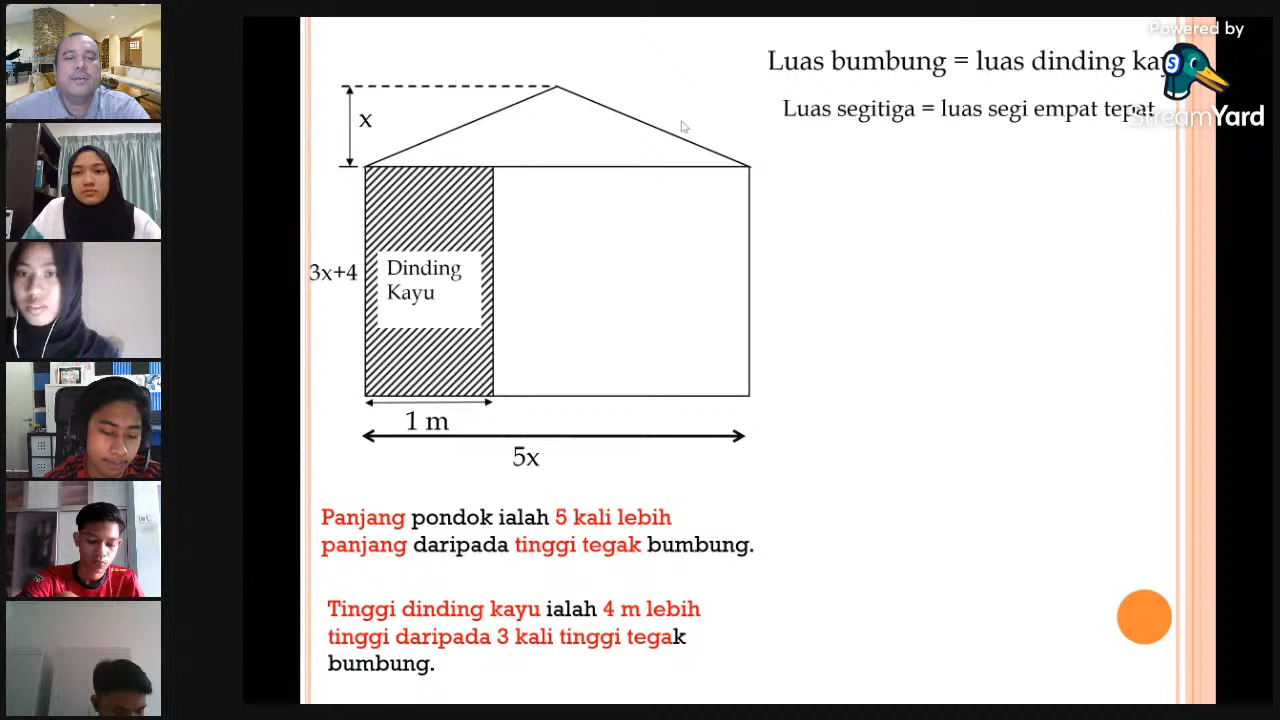 Powered by
StreamYard
Luas bumbung = luas dinding kay
Luas segitiga = luas segi empat tepat
x
3x+4
Dinding
Kayu
1 m
5x
Panjang pondok ialah 5 kali lebih
panjang daripada tinggi tegak bumbung.
Tinggi dinding kayu ialah 4 m lebih
tinggi daripada 3 kali tinggi tegak
bumbung.